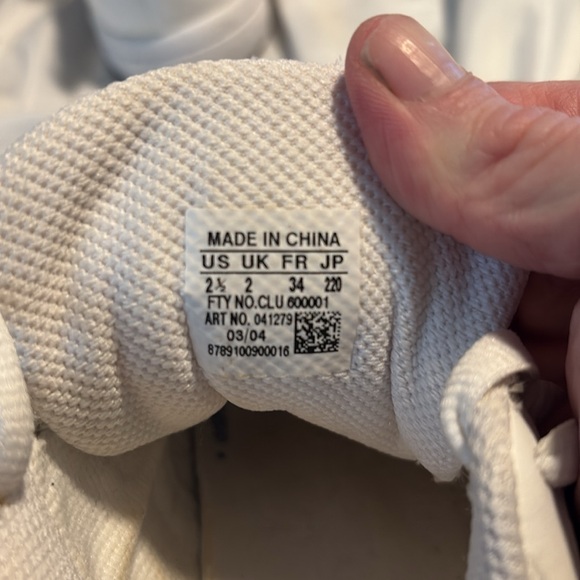 MADE IN CHINA
US UK FR JP
2½ 2 34 220
FTY NO.CLU 600001
ART NO. 041279
03/04
8789100900016